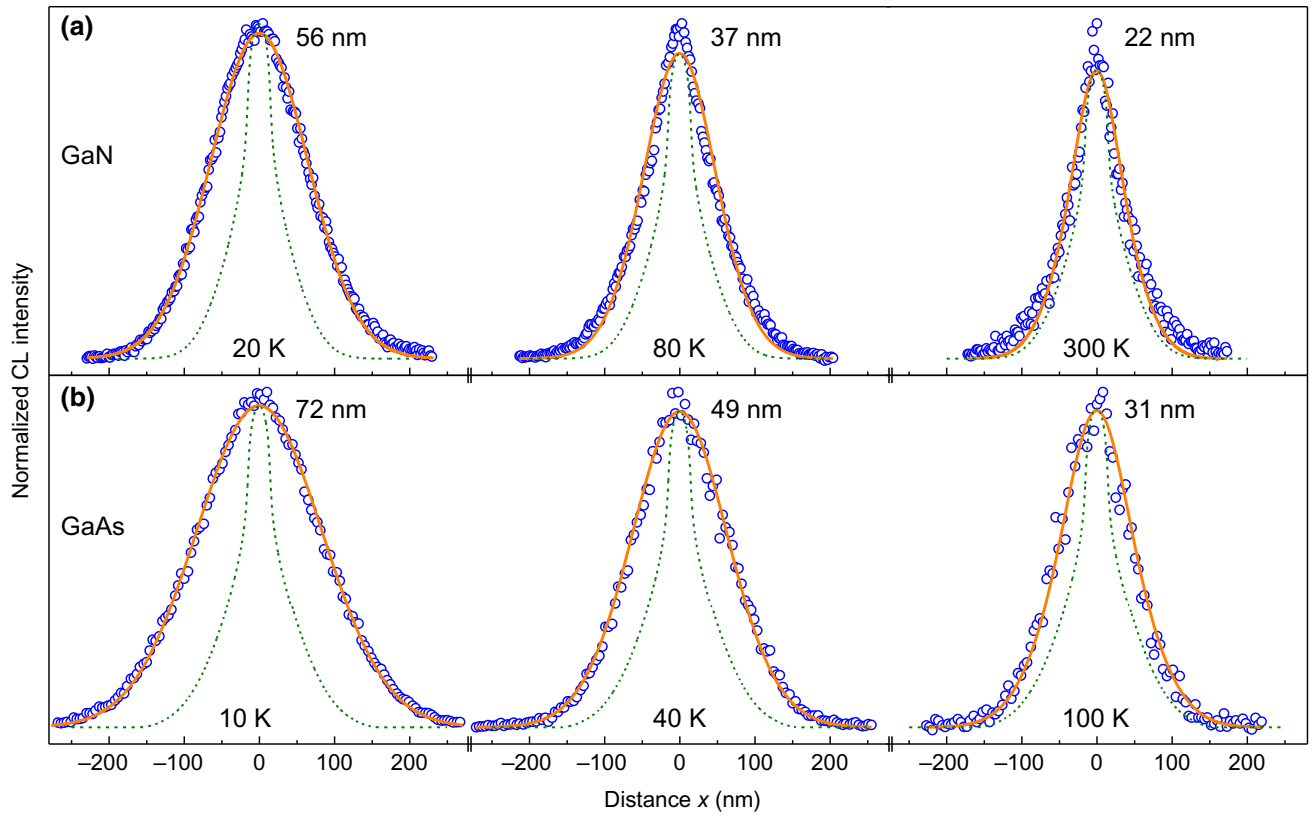 (a)
56 nm
37 nm
22 nm
GaN
20 K
80 K
300 K
(b)
72 nm
49 nm
31 nm
GaAs
10 K
40 K
100 K
Normalized CL intensity
–200 –100 0 100 200 –200 –100 0 100 200 –200 –100 0 100 200
Distance x (nm)